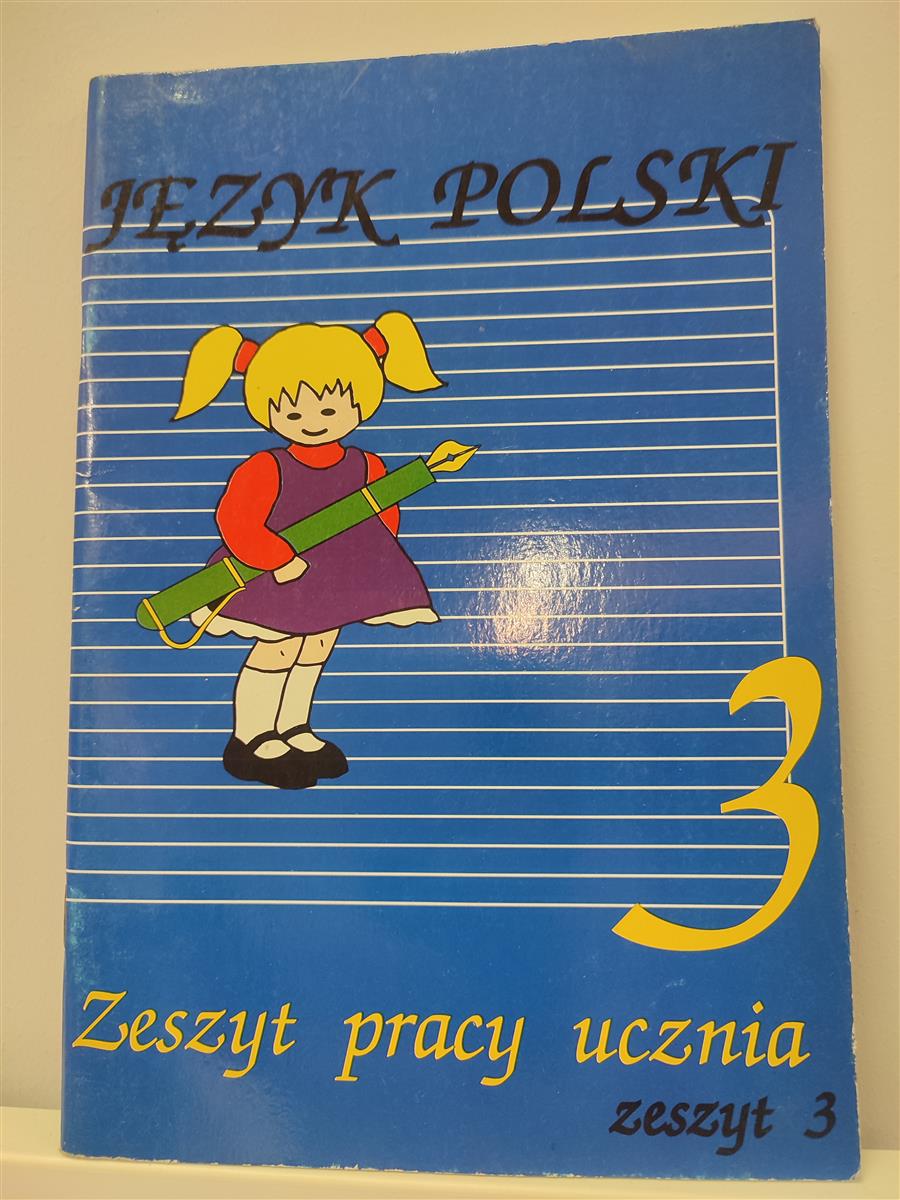 JĘZYK POLSKI
3
Zeszyt pracy ucznia
zeszyt 3